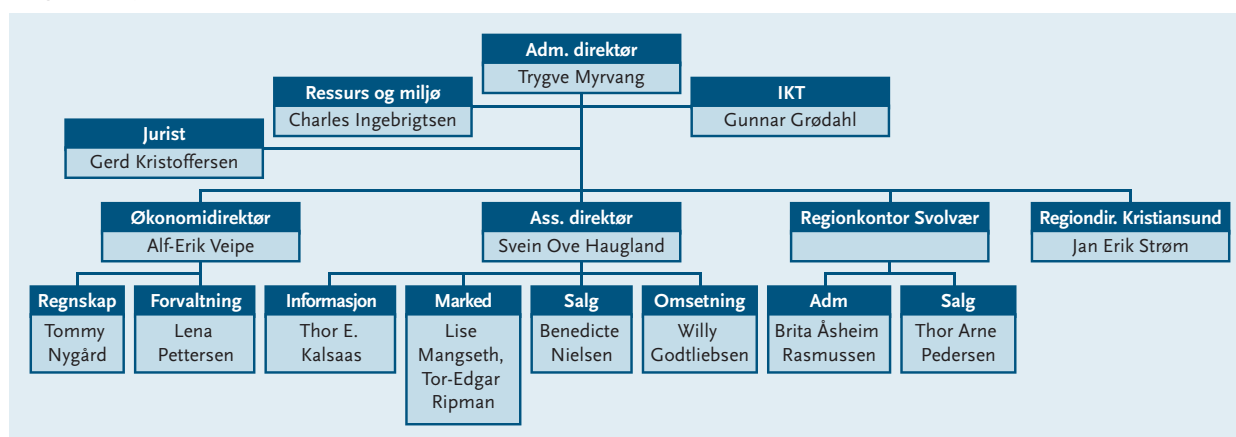 Adm. direktør
Trygve Myrvang
Ressurs og miljø
Charles Ingebrigtsen
IKT
Gunnar Grødahl
Jurist
Gerd Kristoffersen
Økonomidirektør
Alf-Erik Veipe
Ass. direktør
Svein Ove Haugland
Regionkontor Svolvær
Regiondir. Kristiansund
Jan Erik Strøm
Regnskap
Tommy
Nygård
Forvaltning
Lena
Pettersen
Informasjon
Thor E.
Kalsaas
Marked
Lise
Mangseth,
Tor-Edgar
Ripman
Salg
Benedicte
Nielsen
Omsetning
Willy
Godtliebsen
Adm
Brita Åsheim
Rasmussen
Salg
Thor Arne
Pedersen